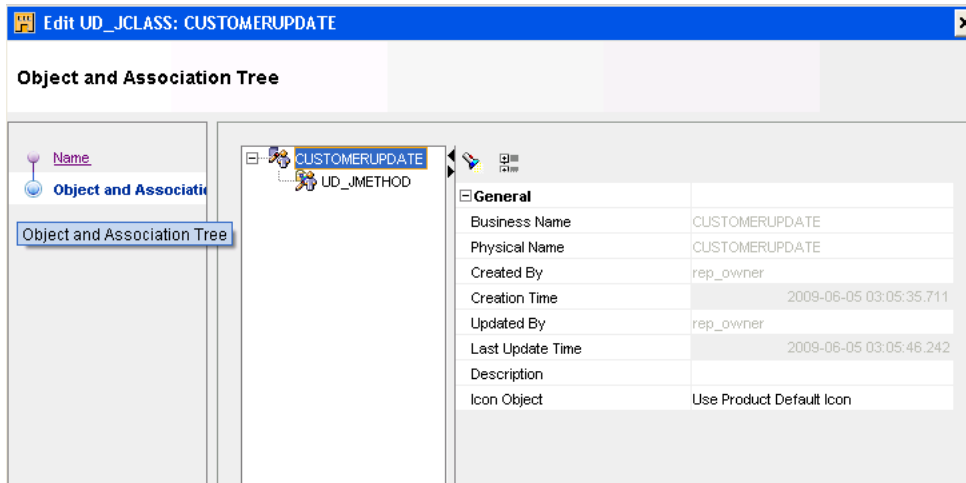 Edit UD_JCLASS: CUSTOMERUPDATE
Object and Association Tree
Name
Object and Associati
Object and Association Tree
CUSTOMERUPDATE
UD_JMETHOD
General
Business Name CUSTOMERUPDATE
Physical Name CUSTOMERUPDATE
Created By rep_owner
Creation Time 2009-06-05 03:05:35.711
Updated By rep_owner
Last Update Time 2009-06-05 03:05:46.242
Description
Icon Object Use Product Default Icon